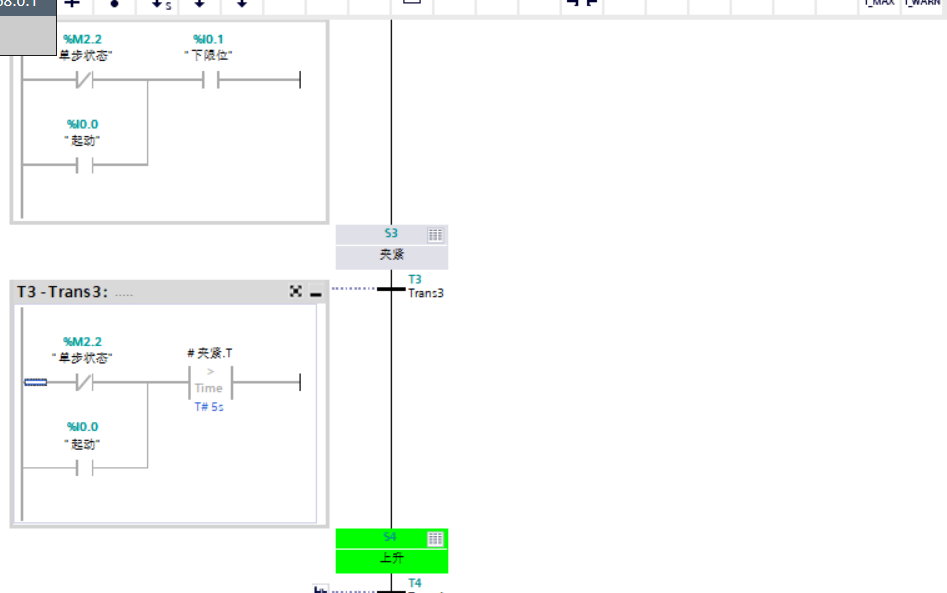 T_MAX T_WARN
S
%M2.2 %I0.1
单步状态" "下限位"
%I0.0
"起动"
S3
夹紧
T3
Trans3
T3 - Trans3: .....
%M2.2
"单步状态" #夹紧.T
>
Time
T# 5s
%I0.0
"起动"
S4
上升
T4